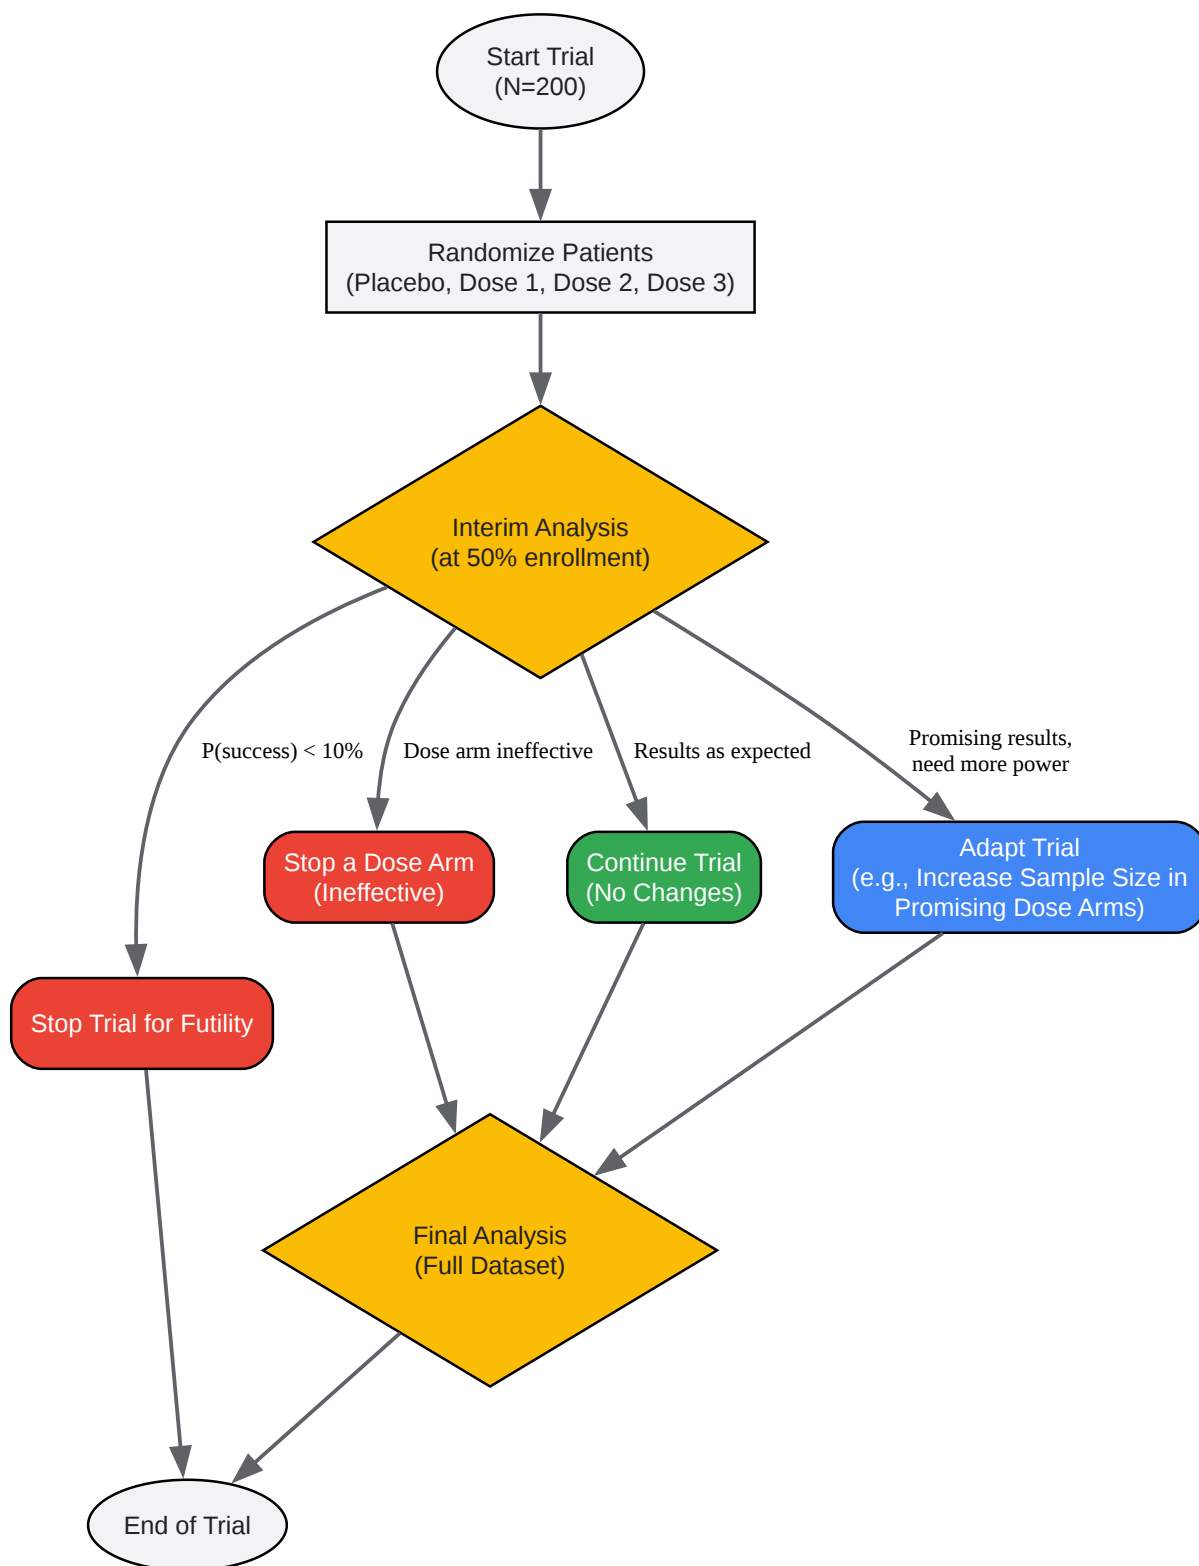 Start Trial
(N=200)
Randomize Patients
(Placebo, Dose 1, Dose 2, Dose 3)
Interim Analysis
(at 50% enrollment)
P(success) < 10%
Dose arm ineffective
Results as expected
Promising results,
need more power
Stop a Dose Arm
(Ineffective)
Continue Trial
(No Changes)
Adapt Trial
(e.g., Increase Sample Size in
Promising Dose Arms)
Stop Trial for Futility
Final Analysis
(Full Dataset)
End of Trial